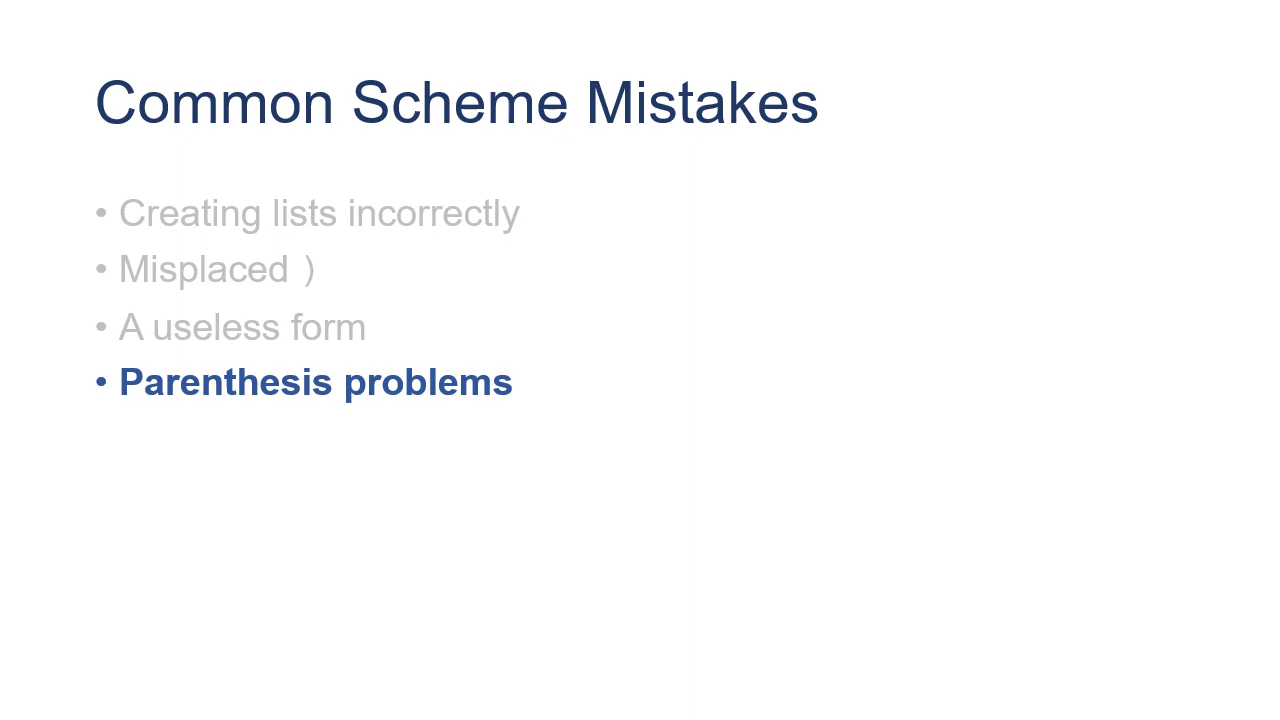 Common Scheme Mistakes
• Creating lists incorrectly
• Misplaced )
• A useless form
• Parenthesis problems